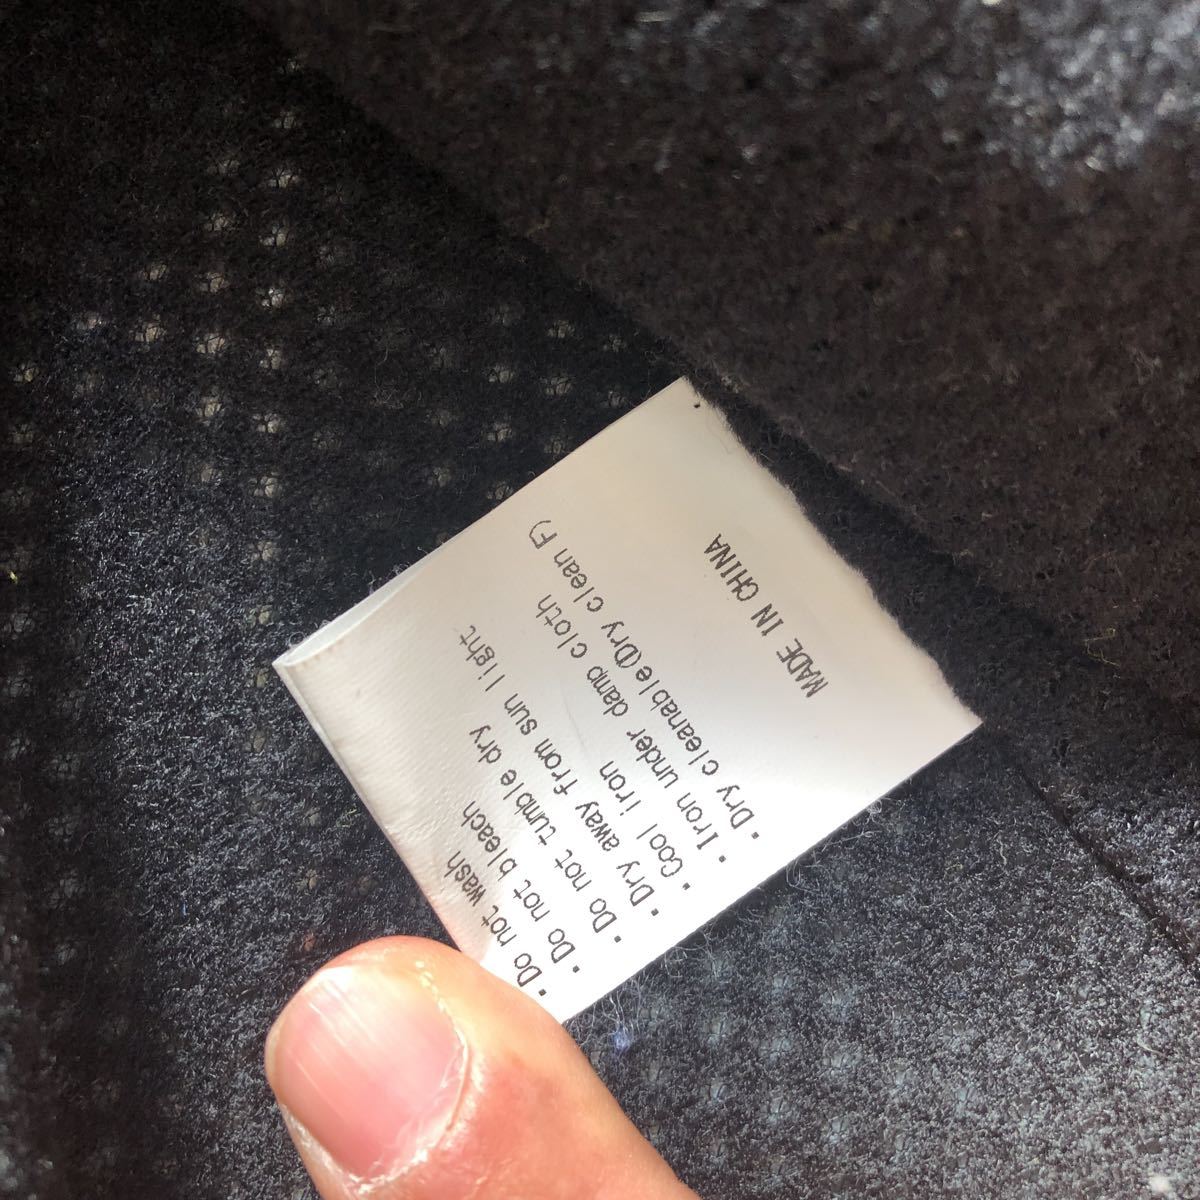 • Do not wash
• Do not bleach
• Do not tumble dry
• Dry away from sun light
• Cool iron
• Iron under damp cloth
• Dry cleanable(Dry clean F)
MADE IN CHINA